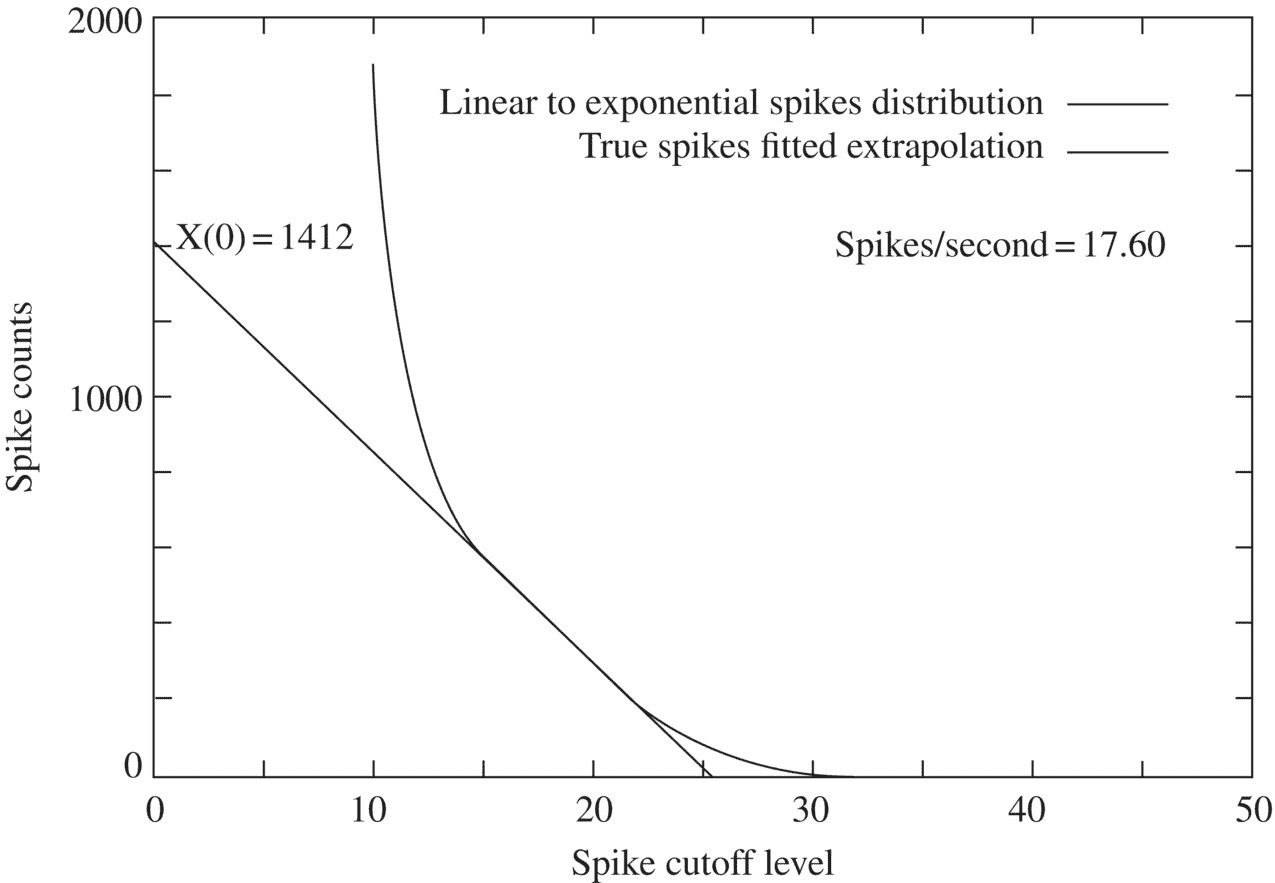 2000
Linear to exponential spikes distribution
True spikes fitted extrapolation
X(0) = 1412
Spikes/second = 17.60
1000
Spike counts
0
0 10 20 30 40 50
Spike cutoff level